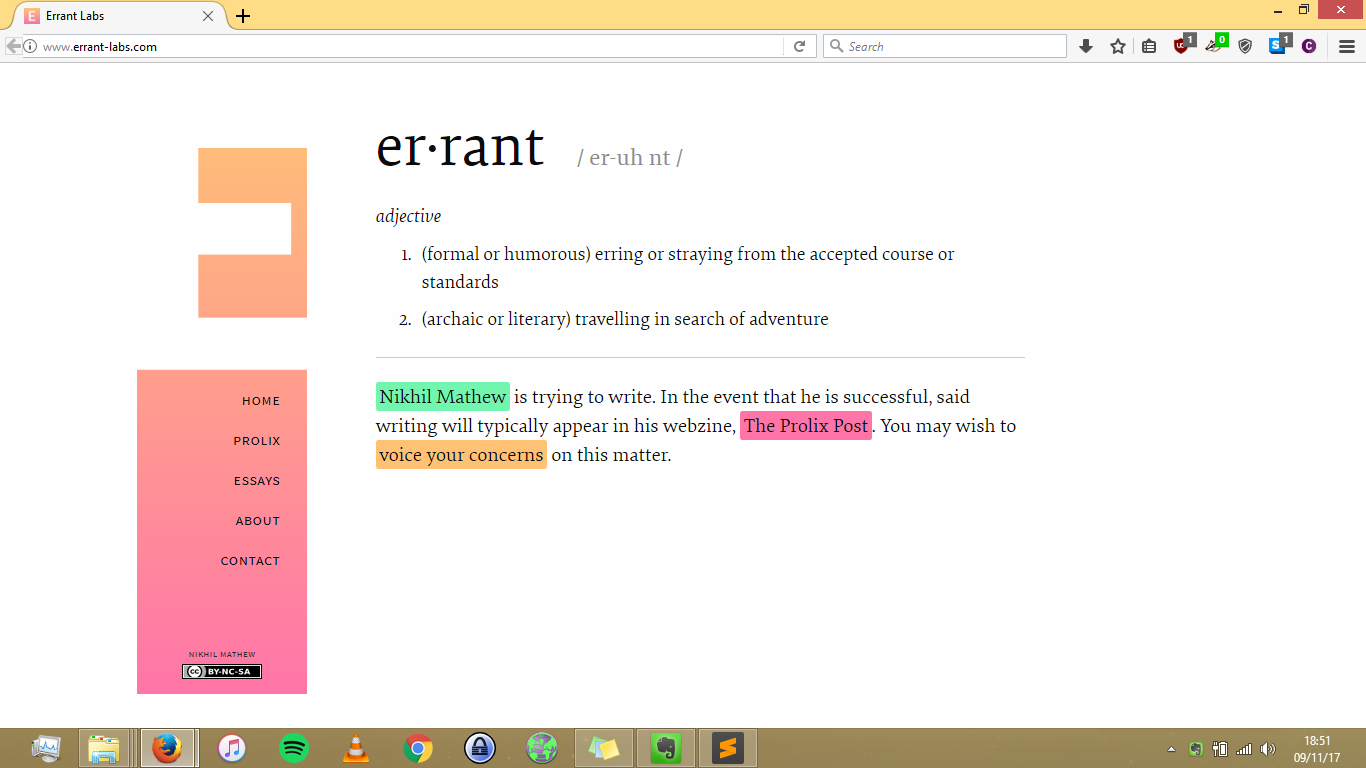 Errant Labs
www.errant-labs.com
Search
1
0
1
er·rant / er-uh nt /
adjective
1. (formal or humorous) erring or straying from the accepted course or
standards
2. (archaic or literary) travelling in search of adventure
Nikhil Mathew is trying to write. In the event that he is successful, said
writing will typically appear in his webzine, The Prolix Post. You may wish to
voice your concerns on this matter.
HOME
PROLIX
ESSAYS
ABOUT
CONTACT
NIKHIL MATHEW
cc BY-NC-SA
18:51
09/11/17